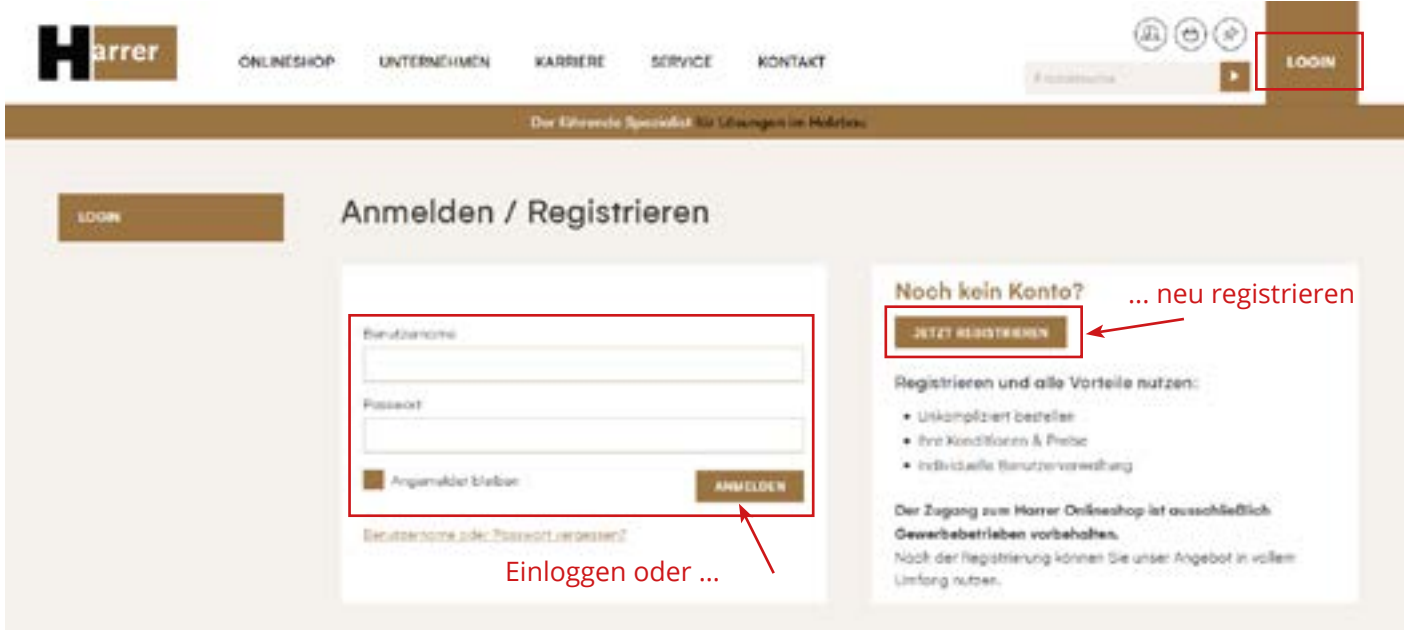 Harrer
ONLINESHOP UNTERNEHMEN KARRIERE SERVICE KONTAKT
LOGIN
Der führende Spezialist für Lösungen im Holzbau
LOGIN
Anmelden / Registrieren
Benutzername
Passwort
Angemeldet bleiben
ANMELDEN
Benutzername oder Passwort vergessen?
Einloggen oder ...
Noch kein Konto?
... neu registrieren
JETZT REGISTRIEREN
Registrieren und alle Vorteile nutzen:
• Unkompliziert bestellen
• Ihre Konditionen & Preise
• Individuelle Benutzerverwaltung
Der Zugang zum Harrer Onlineshop ist ausschließlich
Gewerbebetrieben vorbehalten.
Nach der Registrierung können Sie unser Angebot in vollem
Umfang nutzen.